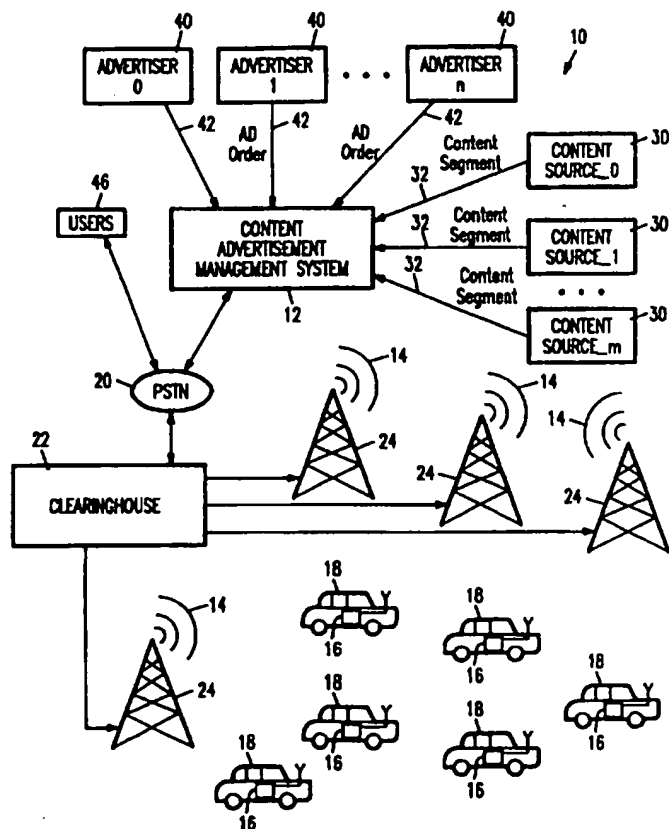 40
40
40
10
ADVERTISER
0
ADVERTISER
1
• • •
ADVERTISER
n
42
42
42
AD
Order
AD
Order
Content
Segment
32
30
CONTENT
SOURCE_0
46
USERS
CONTENT
ADVERTISEMENT
MANAGEMENT SYSTEM
12
Content
Segment
32
30
CONTENT
SOURCE_1
• • •
Content
Segment
32
30
CONTENT
SOURCE_m
20
PSTN
14
14
14
24
24
24
22
CLEARINGHOUSE
14
24
18
16
18
16
18
16
18
16
18
16
18
16